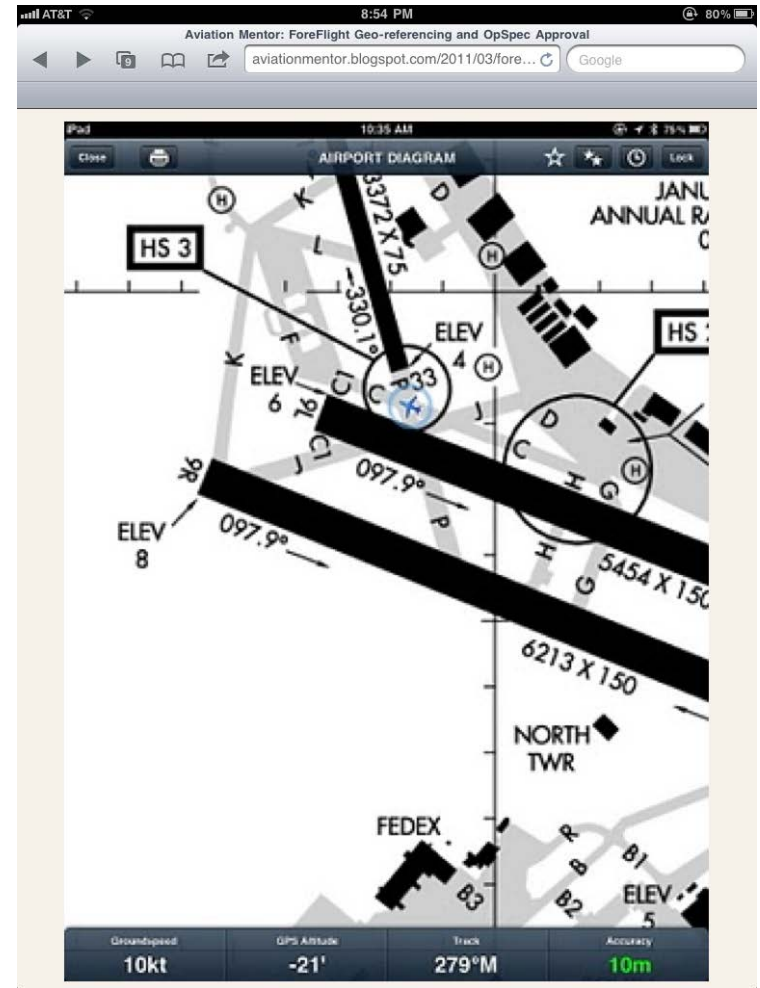 AT&T 8:54 PM 80%
Aviation Mentor: ForeFlight Geo-referencing and OpSpec Approval
9 aviationmentor.blogspot.com/2011/03/fore... Google
iPad 10:35 AM 75%
Close AIRPORT DIAGRAM Lock
JANU
ANNUAL RA
0
H
K
D
3372 X 75
HS 3
L
H
330.1°
F
ELEV
4
HS
K
ELEV
6
C1
C
P
33
H
J
D
9L
C1
C
H
H
G
9R
J
097.9°
P
ELEV
8
097.9°
H
G
5454 X 150
6213 X 150
NORTH
TWR
FEDEX
R
B
B1
B3
B2
ELEV
5
Groundspeed GPS Altitude Track Accuracy
10kt -21' 279°M 10m